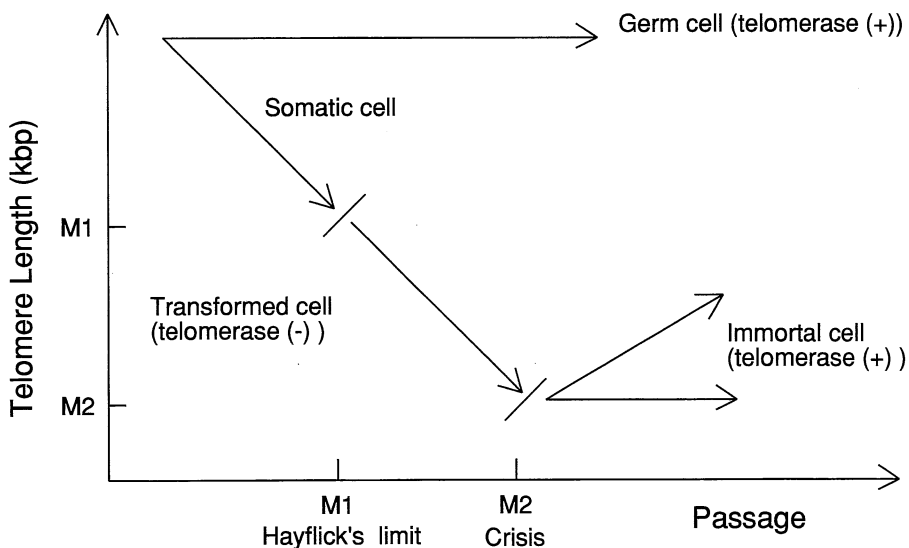 Germ cell (telomerase (+))
Somatic cell
Telomere Length (kbp)
M1
Transformed cell
(telomerase (-) )
Immortal cell
(telomerase (+) )
M2
M1
Hayflick's limit
M2
Crisis
Passage